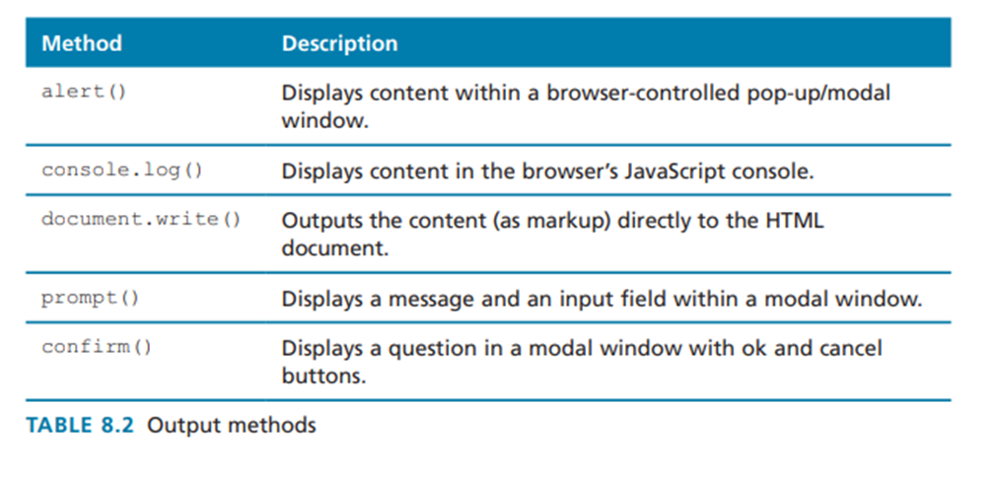 Method Description
alert() Displays content within a browser-controlled pop-up/modal
window.
console.log() Displays content in the browser’s JavaScript console.
document.write() Outputs the content (as markup) directly to the HTML
document.
prompt() Displays a message and an input field within a modal window.
confirm() Displays a question in a modal window with ok and cancel
buttons.
TABLE 8.2 Output methods